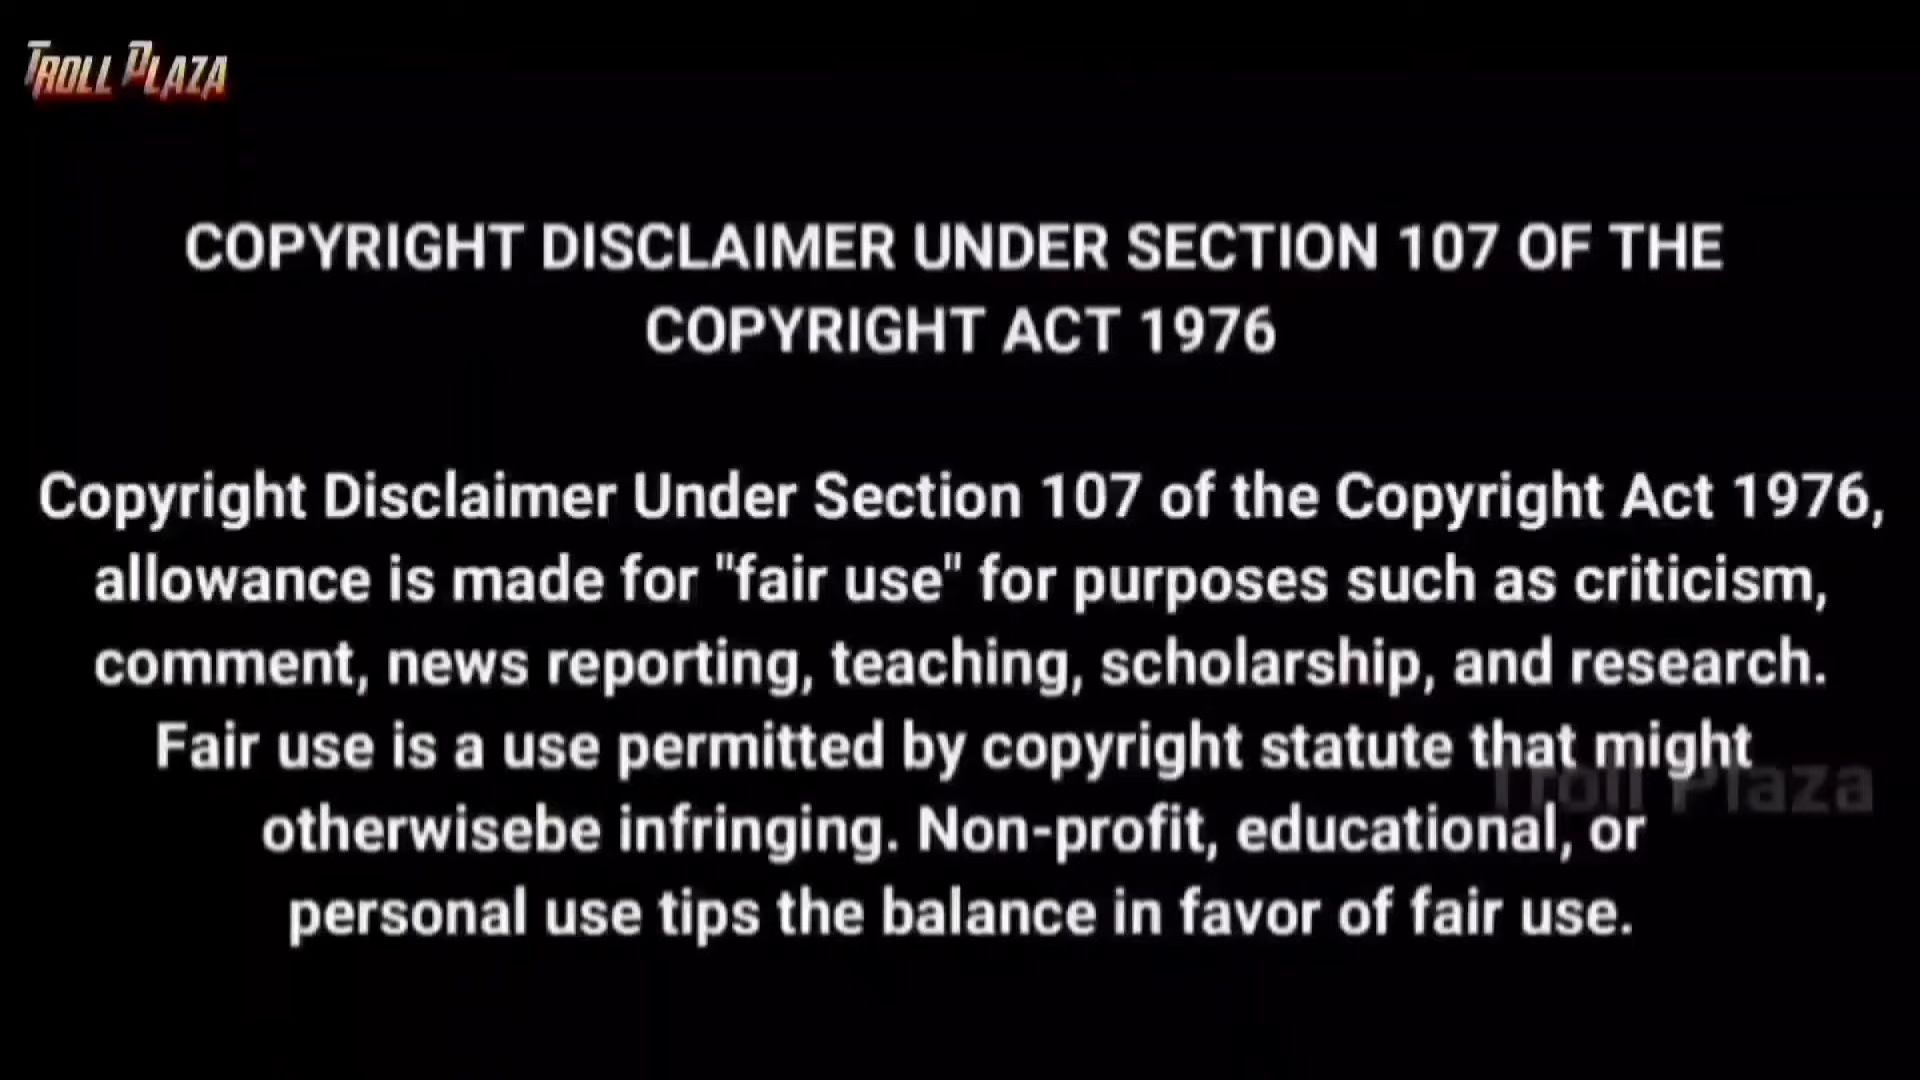 TROLL PLAZA
COPYRIGHT DISCLAIMER UNDER SECTION 107 OF THE
COPYRIGHT ACT 1976
Copyright Disclaimer Under Section 107 of the Copyright Act 1976,
allowance is made for "fair use" for purposes such as criticism,
comment, news reporting, teaching, scholarship, and research.
Fair use is a use permitted by copyright statute that might
Troll Plaza
otherwisebe infringing. Non-profit, educational, or
personal use tips the balance in favor of fair use.